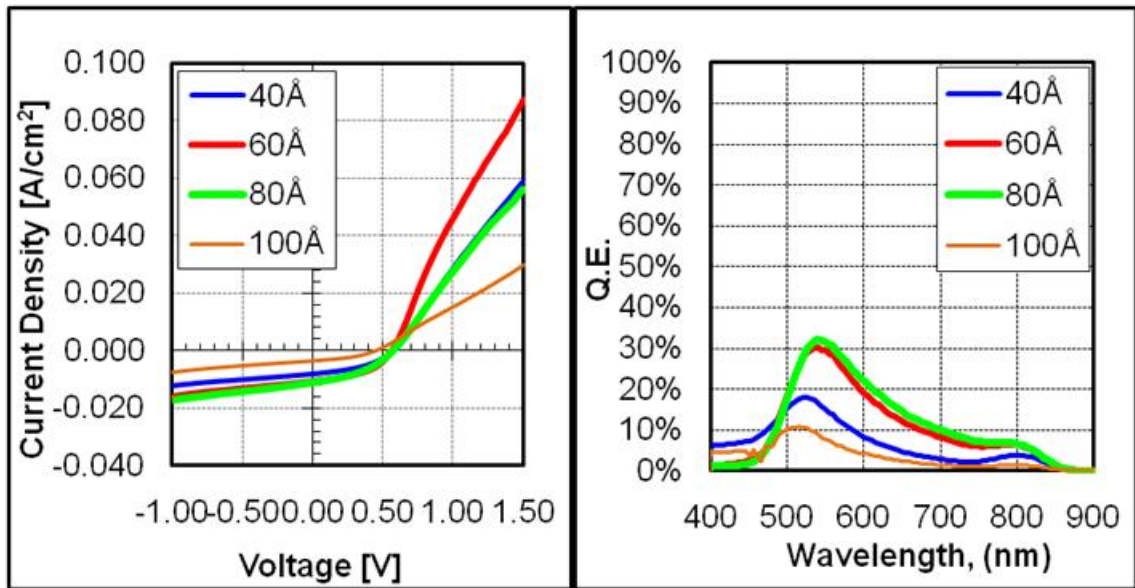 Current Density [A/cm²]
0.100
0.080
0.060
0.040
0.020
0.000
-0.020
-0.040
40Å
60Å
80Å
100Å
-1.00 -0.50 0.00 0.50 1.00 1.50
Voltage [V]
Q.E.
100%
90%
80%
70%
60%
50%
40%
30%
20%
10%
0%
40Å
60Å
80Å
100Å
400 500 600 700 800 900
Wavelength, (nm)